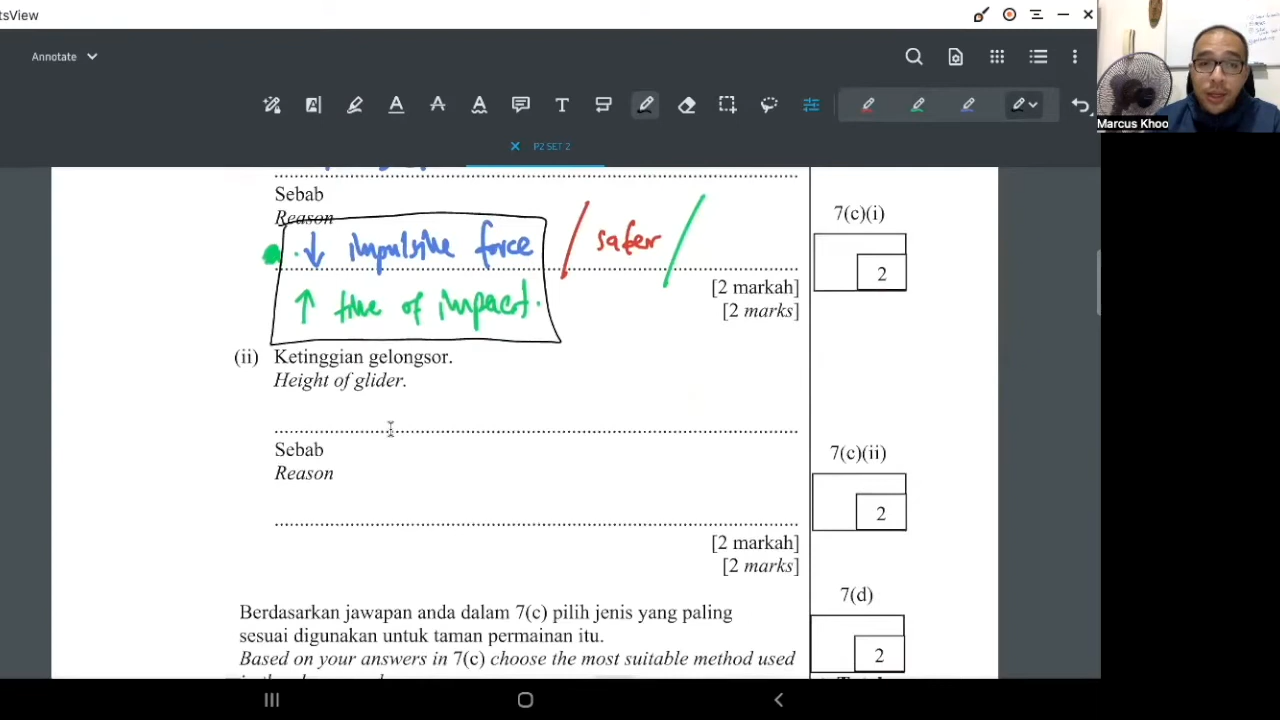 tsView
Annotate
Marcus Khoo
P2 SET 2
Sebab
Reason
7(c)(i)
↓ impulsive force / safer /
2
↑ time of impact.
[2 markah]
[2 marks]
(ii) Ketinggian gelongsor.
Height of glider.
Sebab
Reason
7(c)(ii)
2
[2 markah]
[2 marks]
7(d)
Berdasarkan jawapan anda dalam 7(c) pilih jenis yang paling
sesuai digunakan untuk taman permainan itu.
2
Based on your answers in 7(c) choose the most suitable method used